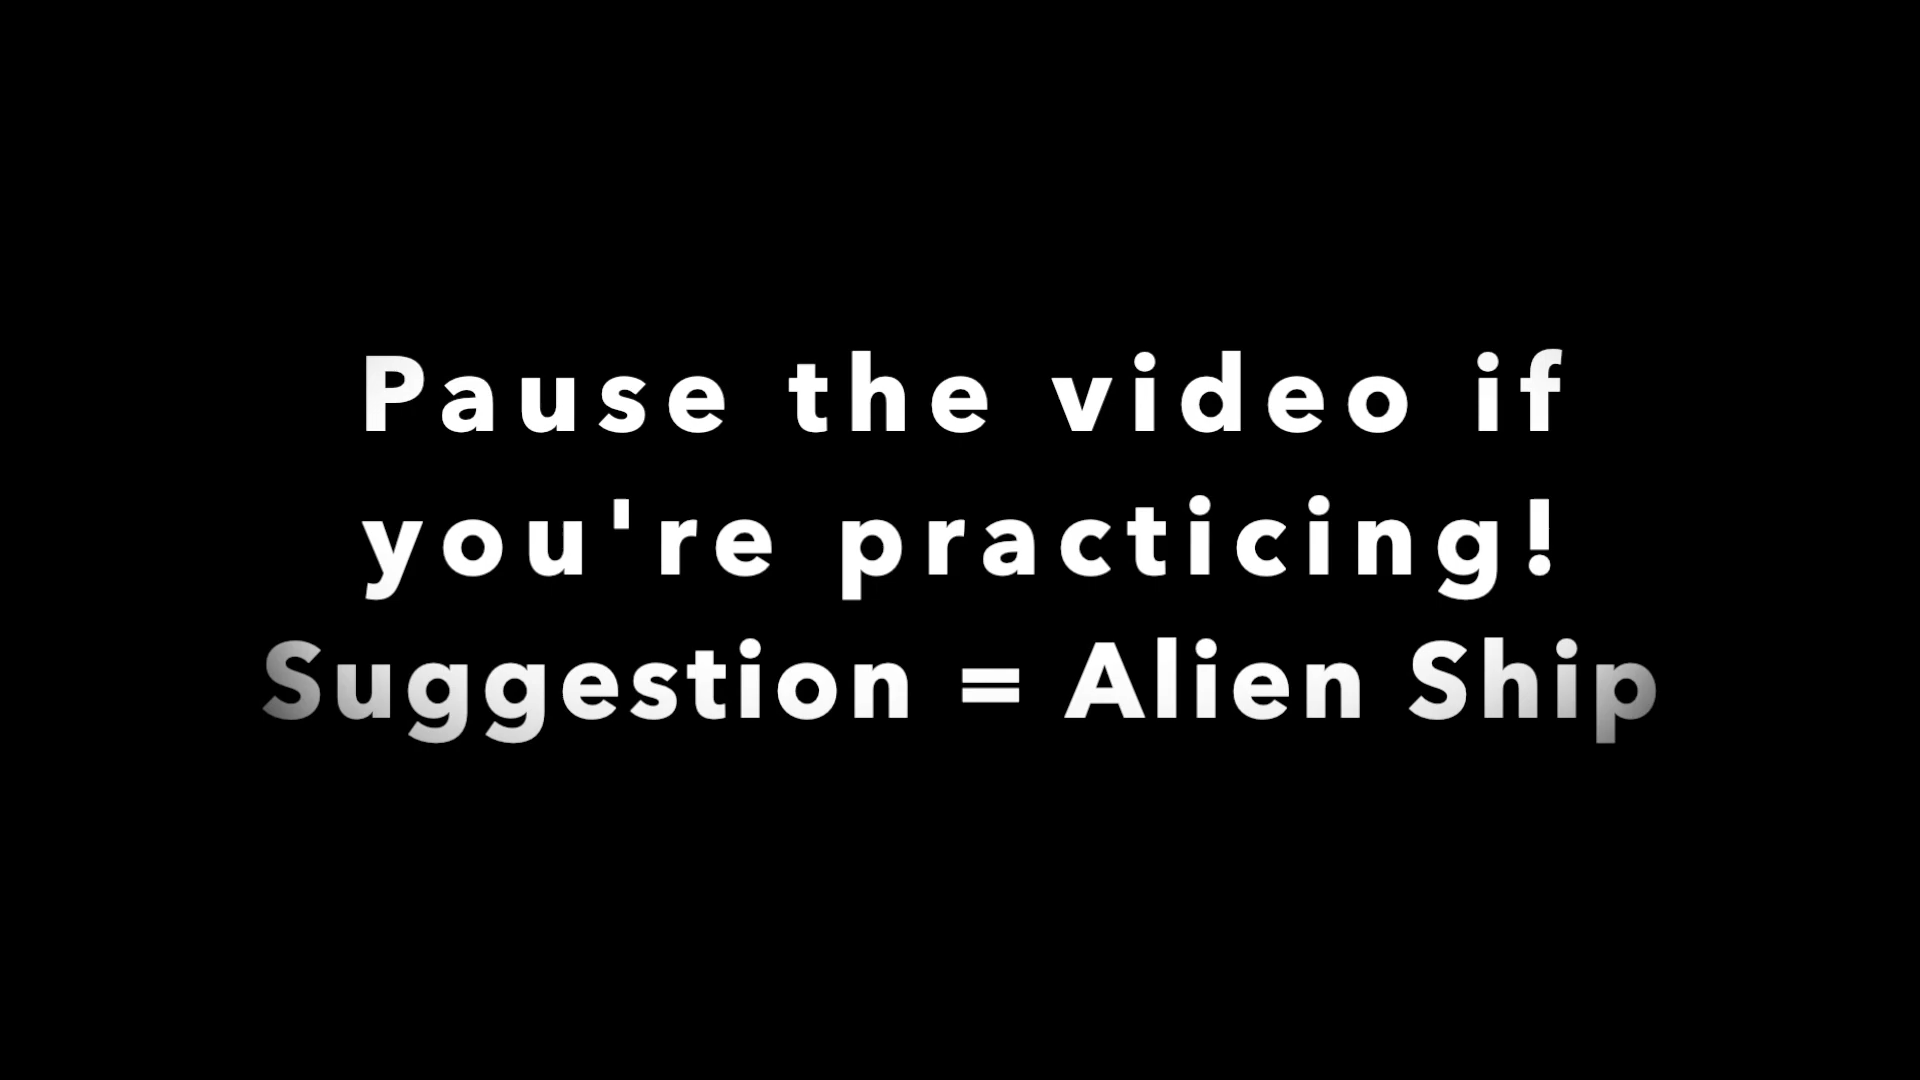 Pause the video if
you're practicing!
Suggestion = Alien Ship